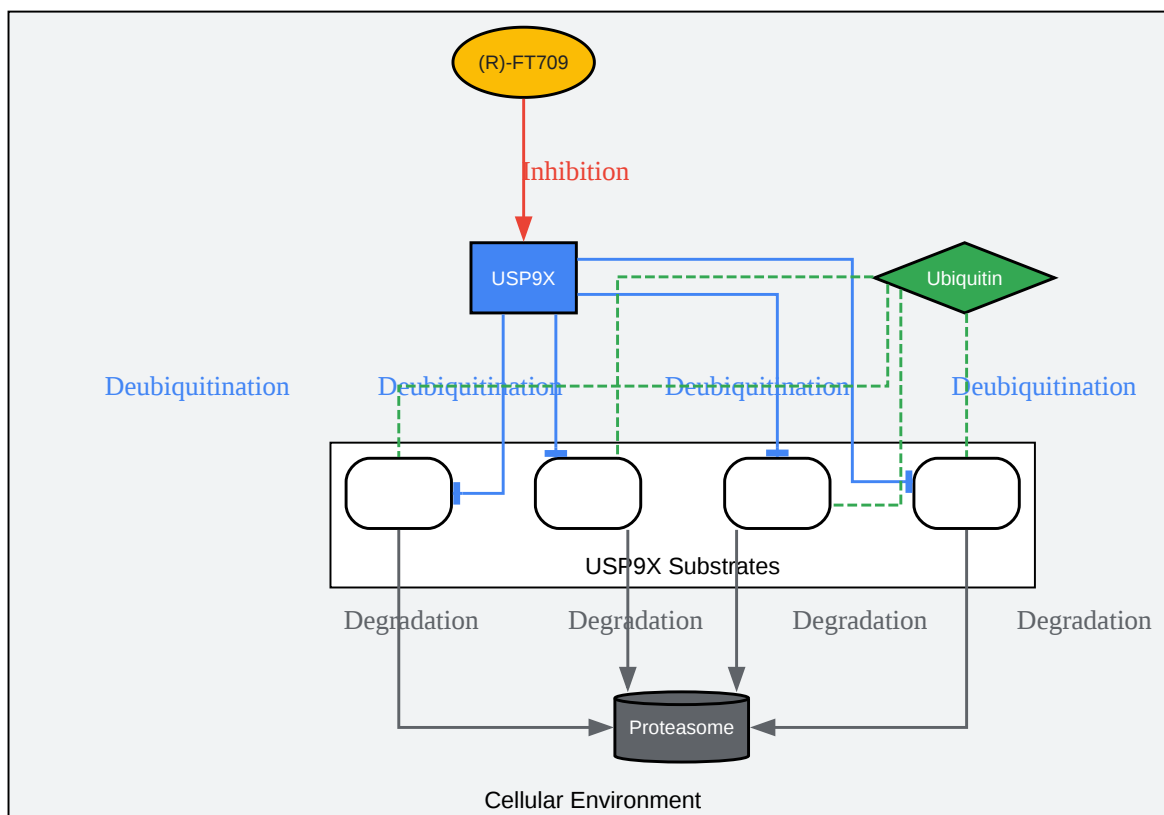 (R)-FT709
Inhibition
USP9X
Ubiquitin
Deubiquitination
Deubiquitination
Deubiquitination
Deubiquitination
USP9X Substrates
Degradation
Degradation
Degradation
Degradation
Proteasome
Cellular Environment